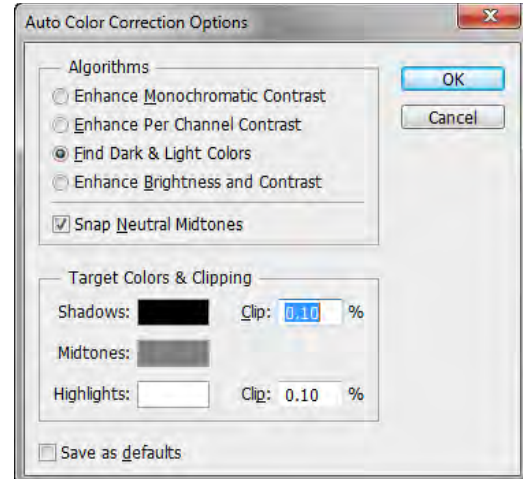 Auto Color Correction Options
Algorithms
Enhance Monochromatic Contrast
Enhance Per Channel Contrast
Find Dark & Light Colors
Enhance Brightness and Contrast
Snap Neutral Midtones
OK
Cancel
Target Colors & Clipping
Shadows: Clip: 0.10 %
Midtones:
Highlights: Clip: 0.10 %
Save as defaults